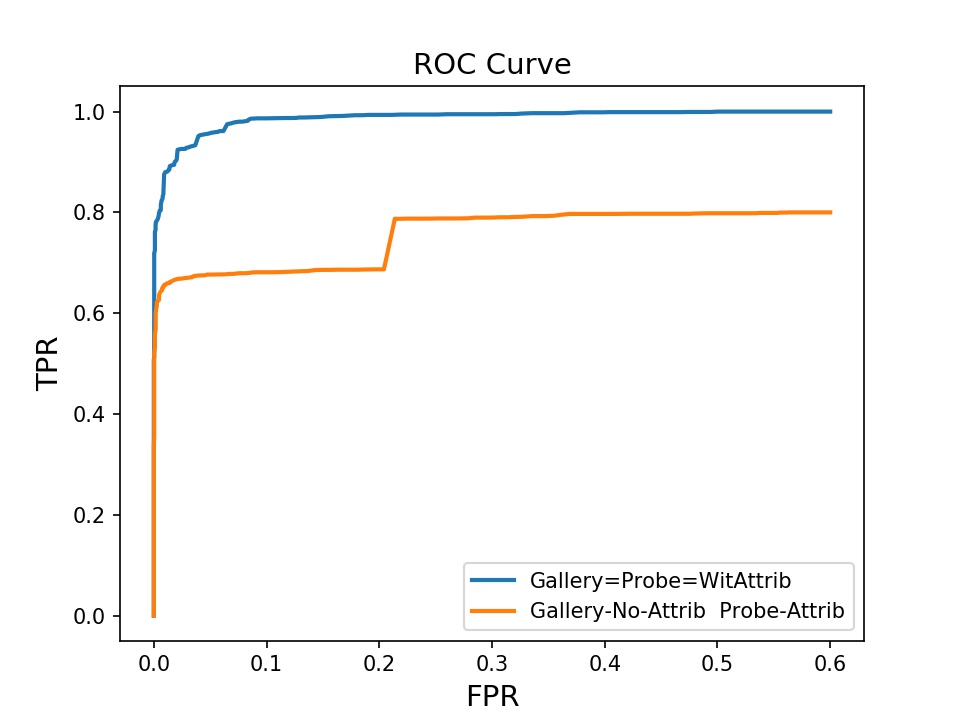 ROC Curve
1.0
0.8
0.6
0.4
0.2
0.0
TPR
Gallery=Probe=WitAttrib
Gallery-No-Attrib  Probe-Attrib
0.0 0.1 0.2 0.3 0.4 0.5 0.6
FPR